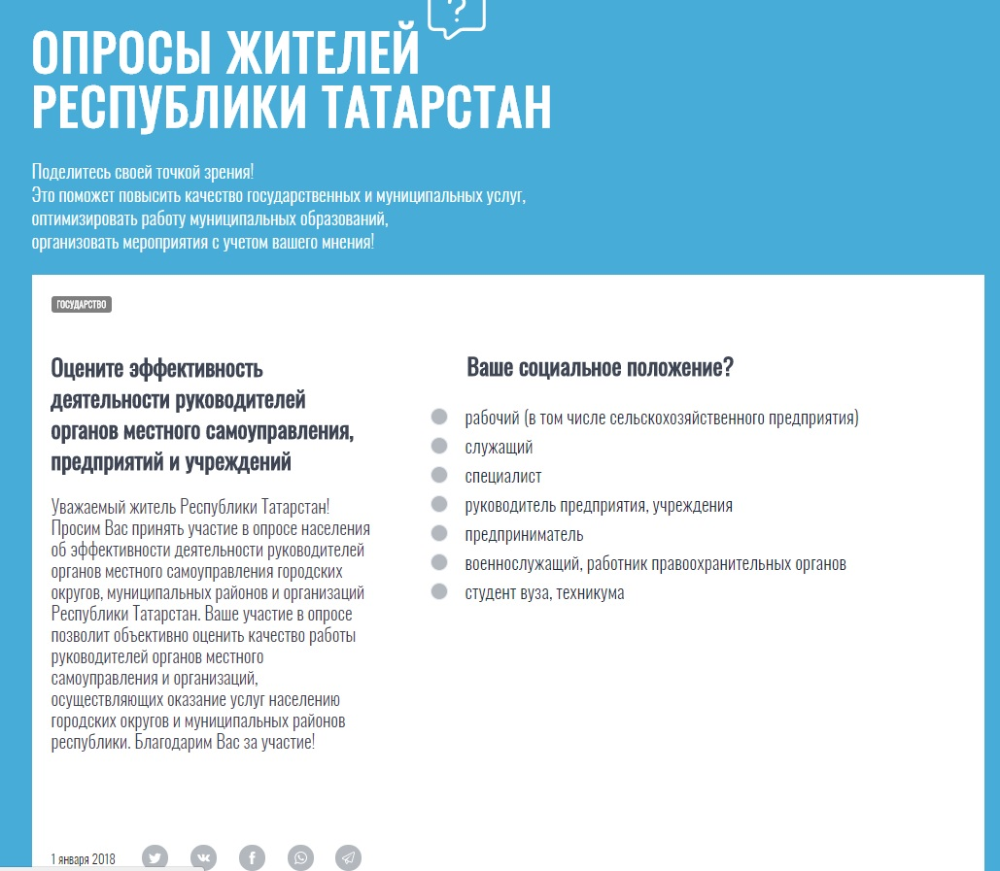 ?
ОПРОСЫ ЖИТЕЛЕЙ
РЕСПУБЛИКИ ТАТАРСТАН
Поделитесь своей точкой зрения!
Это поможет повысить качество государственных и муниципальных услуг,
оптимизировать работу муниципальных образований,
организовать мероприятия с учетом вашего мнения!
ГОСУДАРСТВО
Оцените эффективность
деятельности руководителей
органов местного самоуправления,
предприятий и учреждений
Уважаемый житель Республики Татарстан!
Просим Вас принять участие в опросе населения
об эффективности деятельности руководителей
органов местного самоуправления городских
округов, муниципальных районов и организаций
Республики Татарстан. Ваше участие в опросе
позволит объективно оценить качество работы
руководителей органов местного
самоуправления и организаций,
осуществляющих оказание услуг населению
городских округов и муниципальных районов
республики. Благодарим Вас за участие!
Ваше социальное положение?
рабочий (в том числе сельскохозяйственного предприятия)
служащий
специалист
руководитель предприятия, учреждения
предприниматель
военнослужащий, работник правоохранительных органов
студент вуза, техникума
1 января 2018